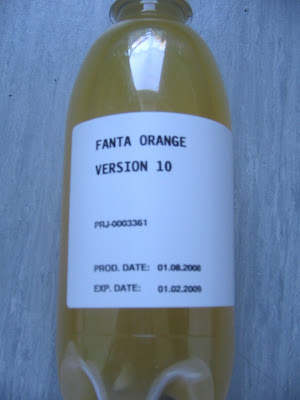 FANTA ORANGE
VERSION 10
PRJ-0003361
PROD. DATE: 01.08.2008
EXP. DATE: 01.02.2009